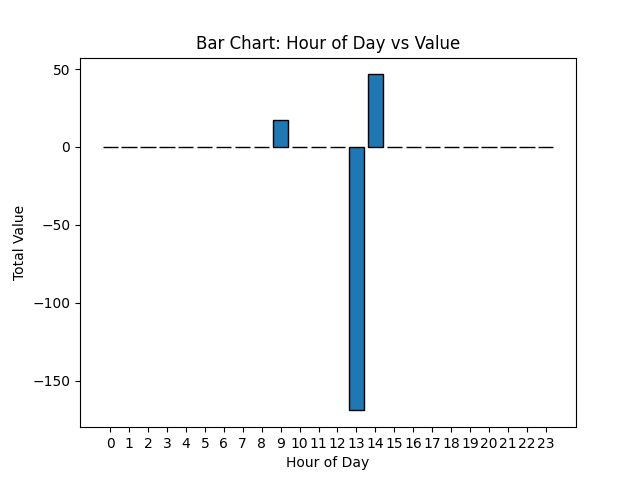 Bar Chart: Hour of Day vs Value
Total Value
50
0
−50
−100
−150
0 1 2 3 4 5 6 7 8 9 10 11 12 13 14 15 16 17 18 19 20 21 22 23
Hour of Day